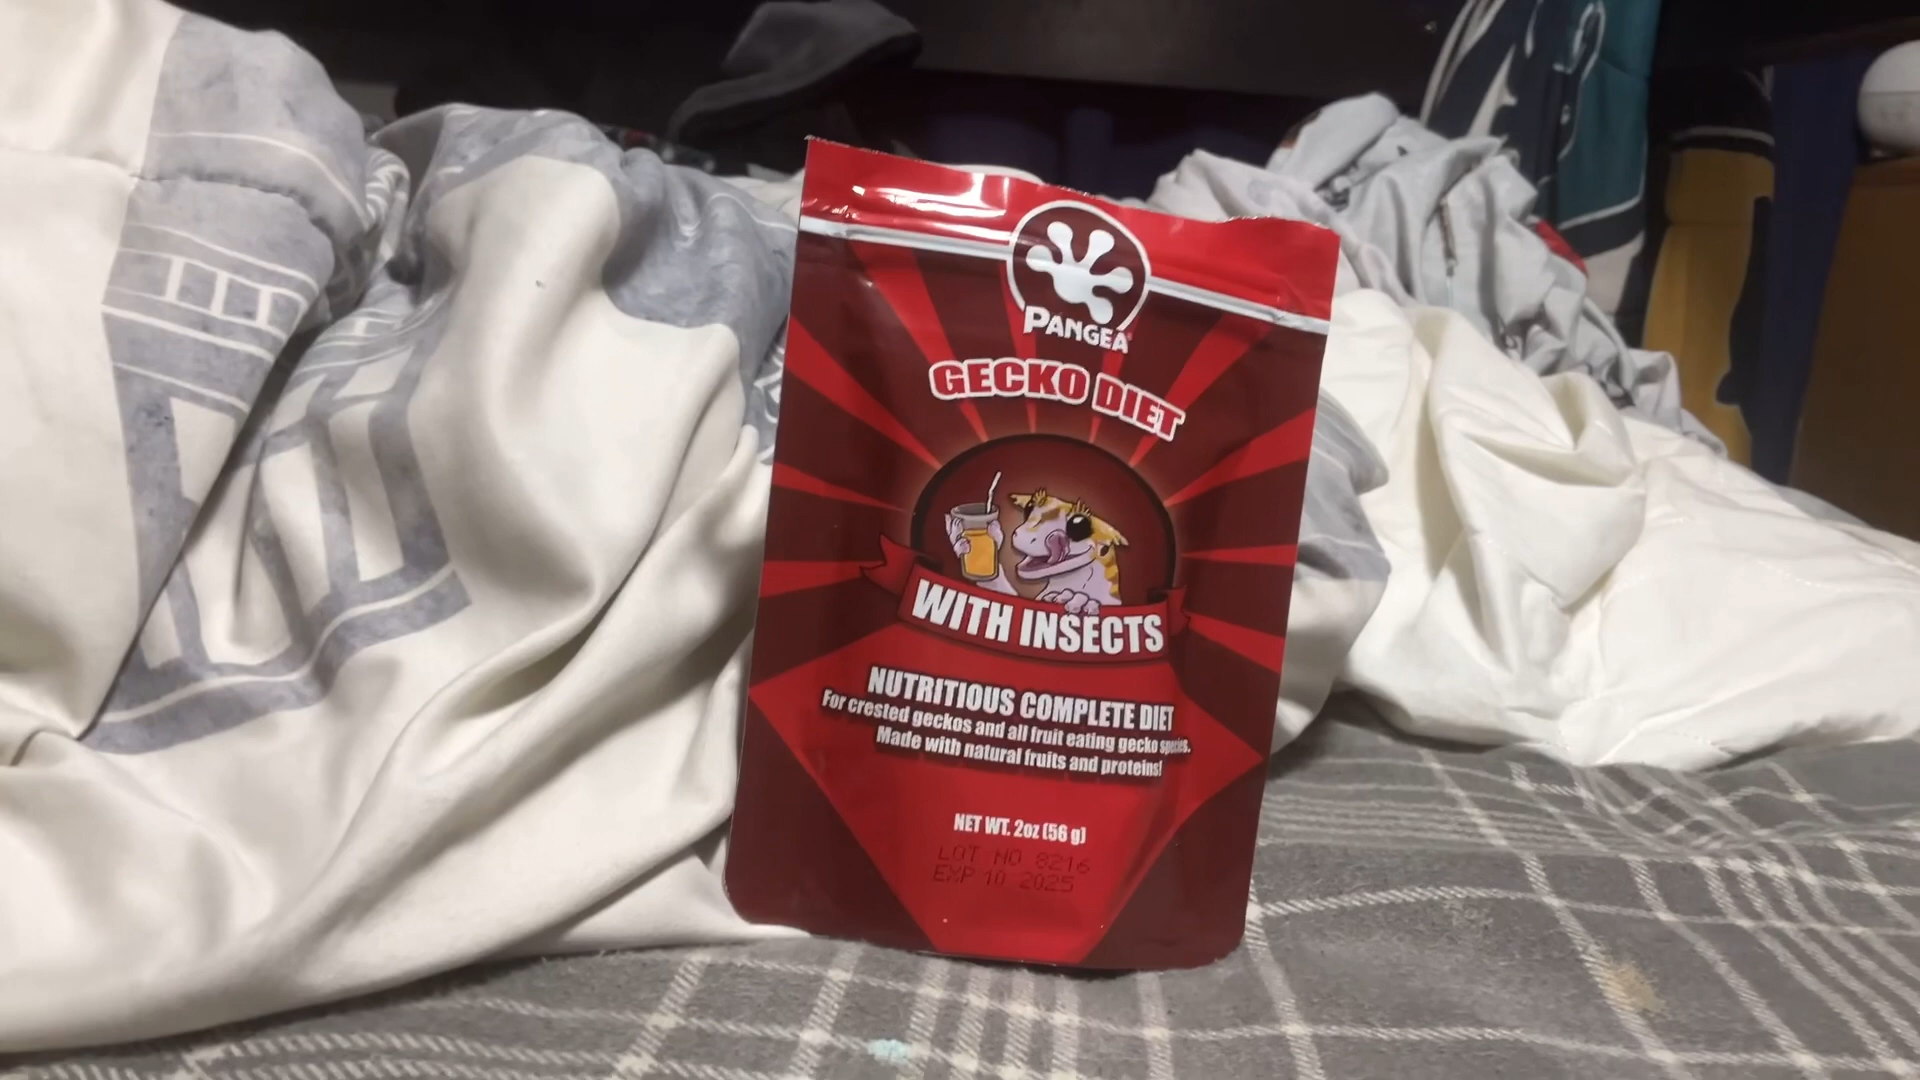 PANGEA
GECKO DIET
WITH INSECTS
NUTRITIOUS COMPLETE DIET
For crested geckos and all fruit eating gecko species.
Made with natural fruits and proteins!
NET WT. 2oz (56 g)
LOT NO 8216
EXP 10 2025